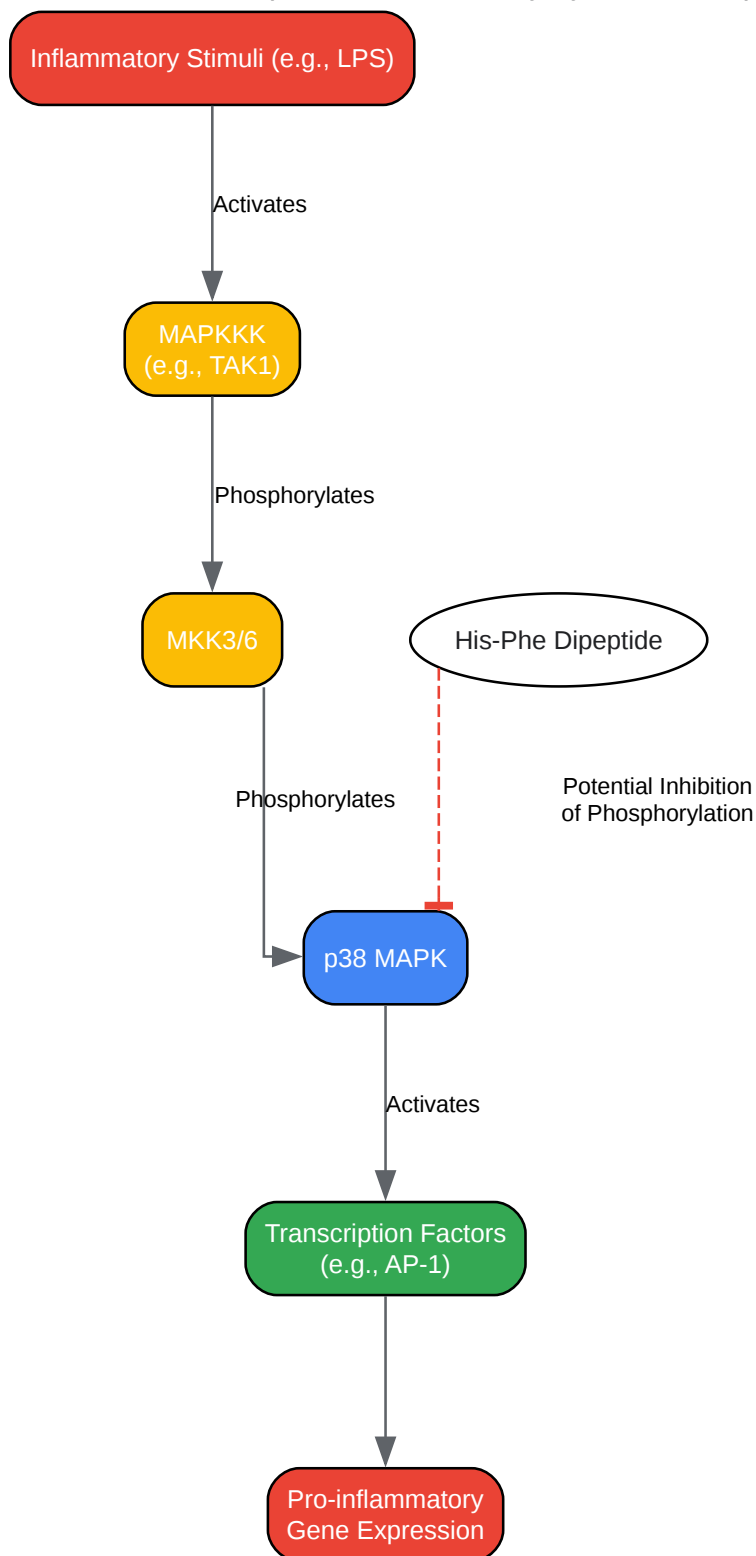 Inflammatory Stimuli (e.g., LPS)
Activates
MAPKKK
(e.g., TAK1)
Phosphorylates
MKK3/6
His-Phe Dipeptide
Phosphorylates
Potential Inhibition
of Phosphorylation
p38 MAPK
Activates
Transcription Factors
(e.g., AP-1)
Pro-inflammatory
Gene Expression